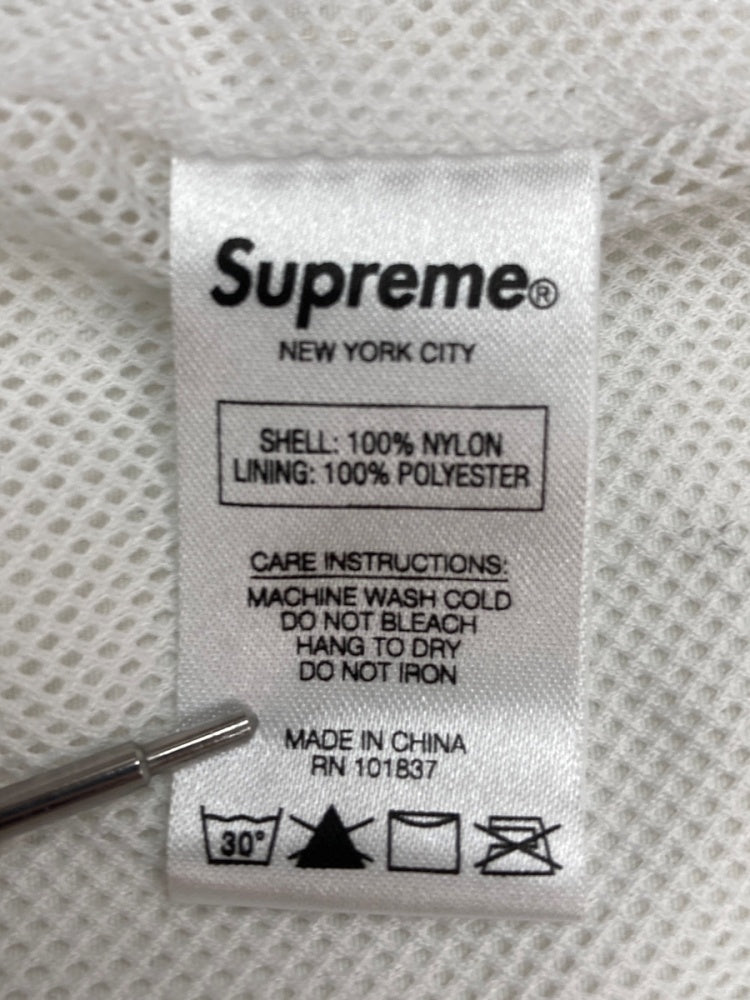 Supreme®
NEW YORK CITY
SHELL: 100% NYLON
LINING: 100% POLYESTER
CARE INSTRUCTIONS:
MACHINE WASH COLD
DO NOT BLEACH
HANG TO DRY
DO NOT IRON
MADE IN CHINA
RN 101837
30°